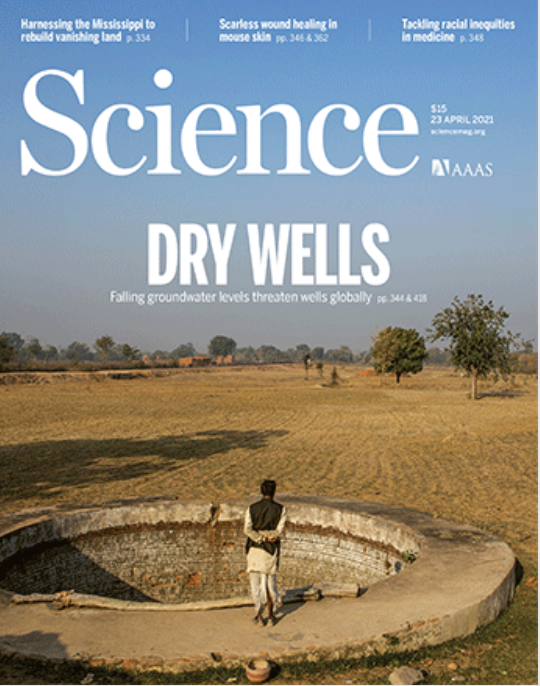 Harnessing the Mississippi to
rebuild vanishing land p. 334
Scarless wound healing in
mouse skin pp. 346 & 362
Tackling racial inequities
in medicine p. 348
Science
$15
23 APRIL 2021
sciencemag.org
AAAS
DRY WELLS
Falling groundwater levels threaten wells globally pp. 344 & 418